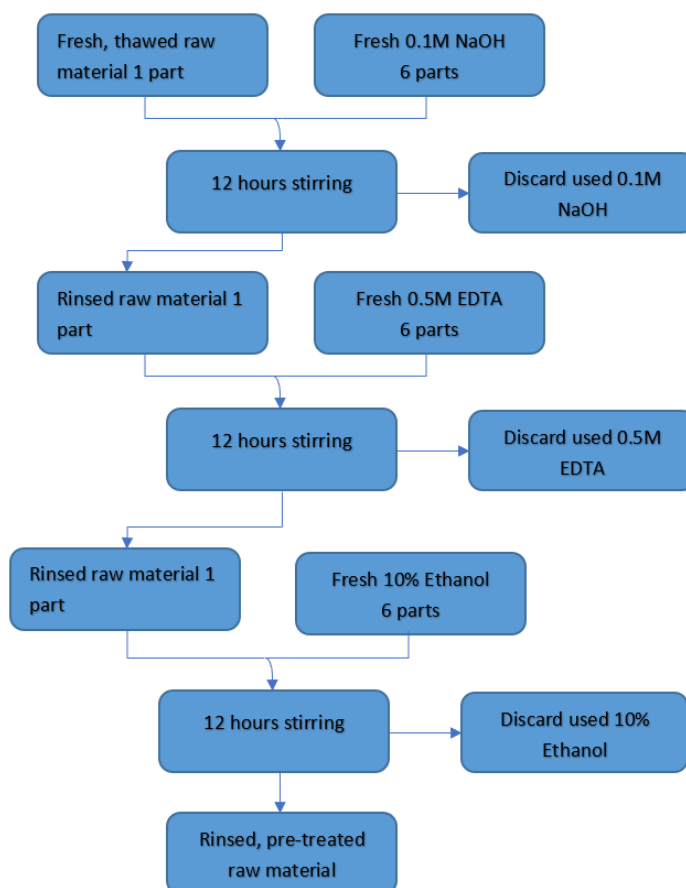 Fresh, thawed raw
material 1 part
Fresh 0.1M NaOH
6 parts
12 hours stirring
Discard used 0.1M
NaOH
Rinsed raw material 1
part
Fresh 0.5M EDTA
6 parts
12 hours stirring
Discard used 0.5M
EDTA
Rinsed raw material 1
part
Fresh 10% Ethanol
6 parts
12 hours stirring
Discard used 10%
Ethanol
Rinsed, pre-treated
raw material